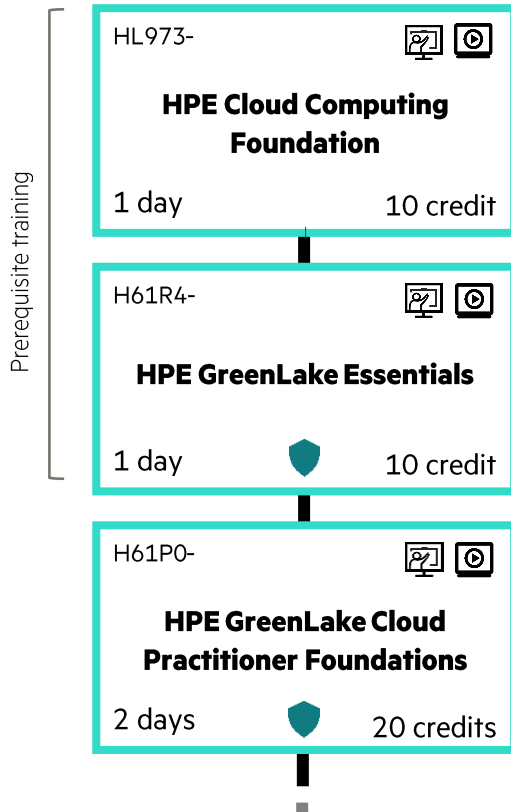 Prerequisite training
HL973-
HPE Cloud Computing
Foundation
1 day
10 credit
H61R4-
HPE GreenLake Essentials
1 day
10 credit
H61P0-
HPE GreenLake Cloud
Practitioner Foundations
2 days
20 credits